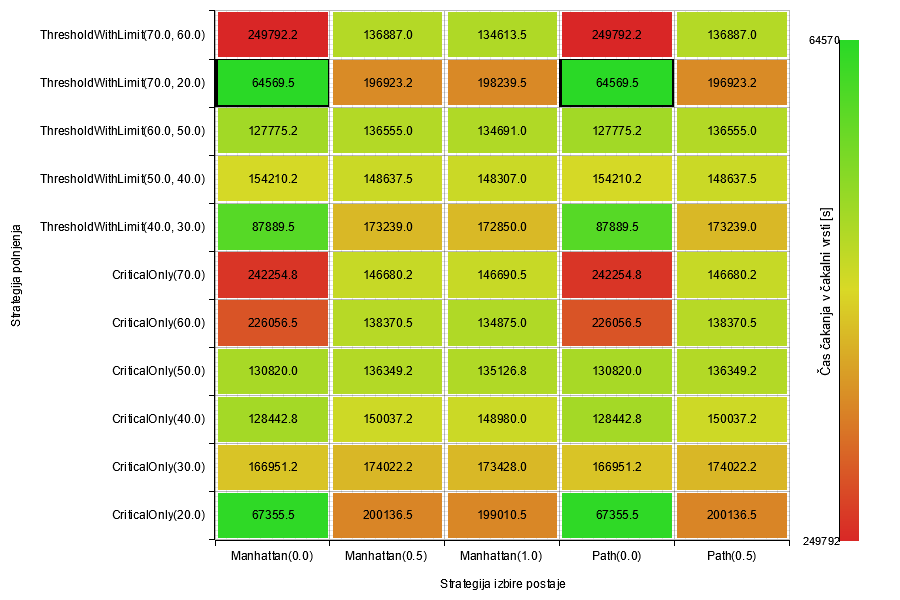 ThresholdWithLimit(70.0, 60.0) 249792.2 136887.0 134613.5 249792.2 136887.0
64570
ThresholdWithLimit(70.0, 20.0) 64569.5 196923.2 198239.5 64569.5 196923.2
ThresholdWithLimit(60.0, 50.0) 127775.2 136555.0 134691.0 127775.2 136555.0
ThresholdWithLimit(50.0, 40.0) 154210.2 148637.5 148307.0 154210.2 148637.5
ThresholdWithLimit(40.0, 30.0) 87889.5 173239.0 172850.0 87889.5 173239.0
CriticalOnly(70.0) 242254.8 146680.2 146690.5 242254.8 146680.2
CriticalOnly(60.0) 226056.5 138370.5 134875.0 226056.5 138370.5
CriticalOnly(50.0) 130820.0 136349.2 135126.8 130820.0 136349.2
CriticalOnly(40.0) 128442.8 150037.2 148980.0 128442.8 150037.2
CriticalOnly(30.0) 166951.2 174022.2 173428.0 166951.2 174022.2
CriticalOnly(20.0) 67355.5 200136.5 199010.5 67355.5 200136.5
249792
Manhattan(0.0) Manhattan(0.5) Manhattan(1.0) Path(0.0) Path(0.5)
Strategija izbire postaje
Strategija polnjenja
Čas čakanja v čakalni vrsti [s]